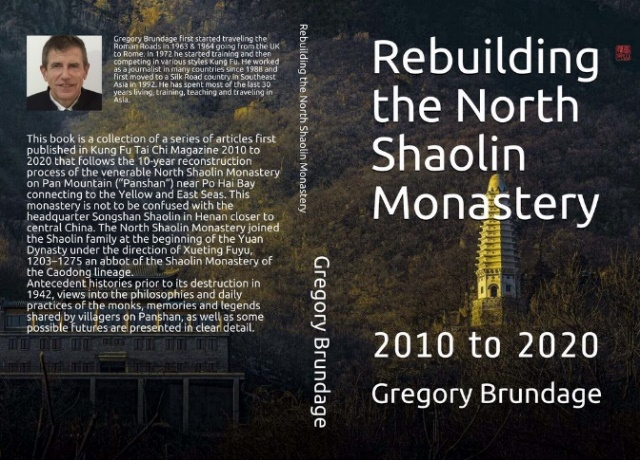 Gregory Brundage first started traveling the
Roman Roads in 1963 & 1964 going from the UK
to Rome. In 1972 he started training and then
competing in various styles Kung Fu. He worked
as a journalist in many countries since 1988 and
first moved to a Silk Road country in Southeast
Asia in 1992. He has spent most of the last 30
years living, training, teaching and traveling in
Asia.
This book is a collection of a series of articles first
published in Kung Fu Tai Chi Magazine 2010 to
2020 that follows the 10-year reconstruction
process of the venerable North Shaolin Monastery
on Pan Mountain ("Panshan") near Po Hai Bay
connecting to the Yellow and East Seas. This
monastery is not to be confused with the
headquarter Songshan Shaolin in Henan closer to
central China. The North Shaolin Monastery joined
the Shaolin family at the beginning of the Yuan
Dynasty under the direction of Xueting Fuyu,
1203–1275 an abbot of the Shaolin Monastery of
the Caodong lineage.
Antecedent histories prior to its destruction in
1942, views into the philosophies and daily
practices of the monks, memories and legends
shared by villagers on Panshan, as well as some
possible futures are presented in clear detail.
Rebuilding the North Shaolin Monastery
Gregory Brundage
Rebuilding
the North
Shaolin
Monastery
2010 to 2020
Gregory Brundage